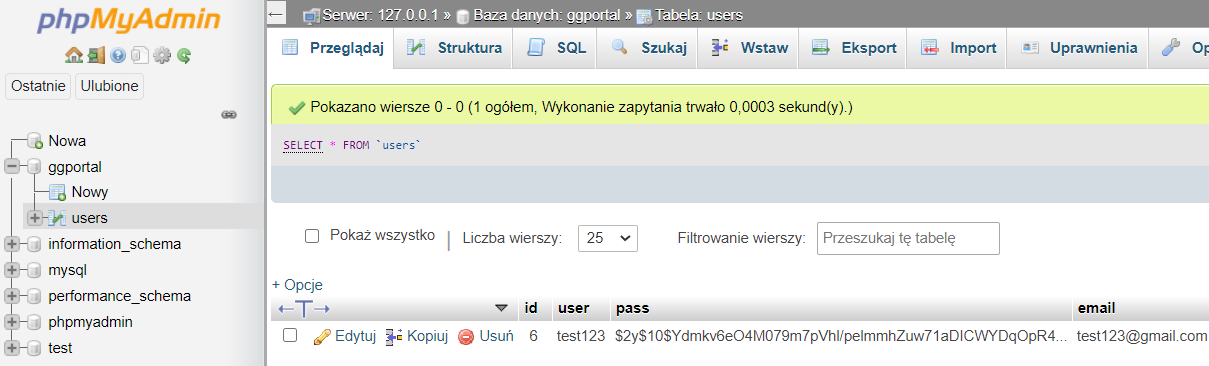 phpMyAdmin
Ostatnie Ulubione
Nowa
ggportal
Nowy
users
information_schema
mysql
performance_schema
phpmyadmin
test
Serwer: 127.0.0.1 » Baza danych: ggportal » Tabela: users
Przeglądaj Struktura SQL Szukaj Wstaw Eksport Import Uprawnienia Op
Pokazano wiersze 0 - 0 (1 ogółem, Wykonanie zapytania trwało 0,0003 sekund(y).)
SELECT * FROM `users`
Pokaż wszystko | Liczba wierszy: 25 Filtrowanie wierszy: Przeszukaj tę tabelę
+ Opcje
←T→ id user pass email
Edytuj Kopiuj Usuń 6 test123 $2y$10$Ydmkv6eO4M079m7pVhl/pelmmhZuw71aDICWYDqOpR4... test123@gmail.com